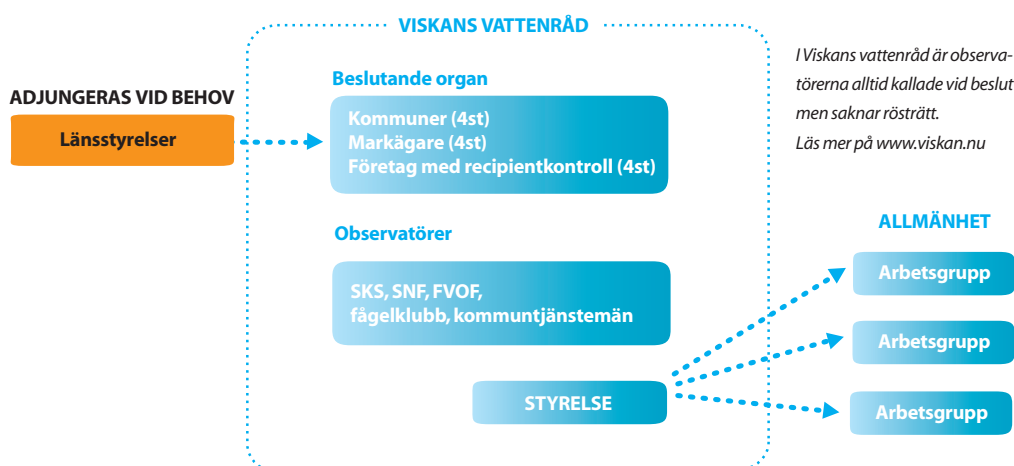 VISKANS VATTENRÅD
ADJUNGERAS VID BEHOV
Länsstyrelser
Beslutande organ
Kommuner (4st)
Markägare (4st)
Företag med recipientkontroll (4st)
I Viskans vattenråd är observa-
törerna alltid kallade vid beslut
men saknar rösträtt.
Läs mer på www.viskan.nu
Observatörer
SKS, SNF, FVOF,
fågelklubb, kommuntjänstemän
STYRELSE
ALLMÄNHET
Arbetsgrupp
Arbetsgrupp
Arbetsgrupp